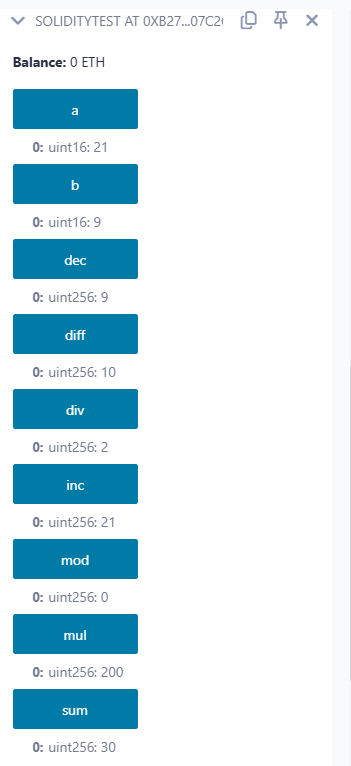 SOLIDITYTEST AT 0XB27...07C2
Balance: 0 ETH
a
0: uint16: 21
b
0: uint16: 9
dec
0: uint256: 9
diff
0: uint256: 10
div
0: uint256: 2
inc
0: uint256: 21
mod
0: uint256: 0
mul
0: uint256: 200
sum
0: uint256: 30